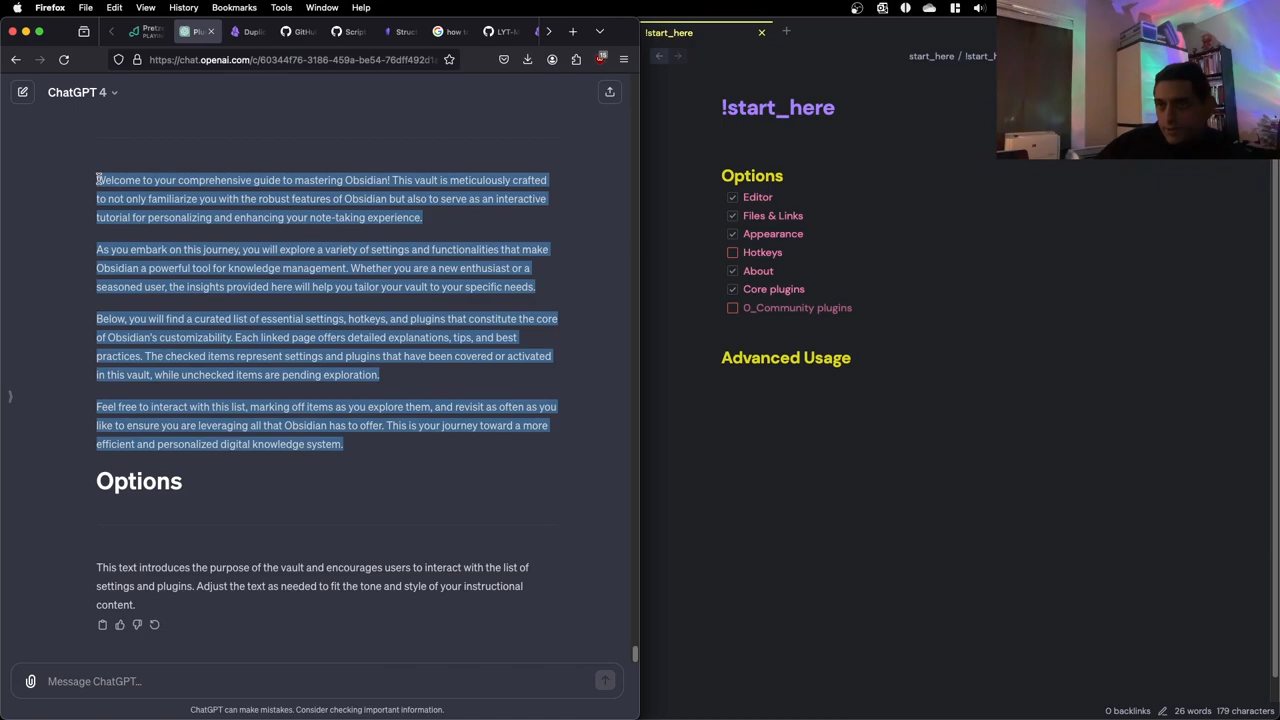 Firefox File Edit View History Bookmarks Tools Window Help
Pretz
PLAYIN
Plu
Dupli
GitHU
Script
Struc
how to
LYT-M
https://chat.openai.com/c/60344f76-3186-459a-be54-76dff492d1
15
ChatGPT 4
Welcome to your comprehensive guide to mastering Obsidian! This vault is meticulously crafted
to not only familiarize you with the robust features of Obsidian but also to serve as an interactive
tutorial for personalizing and enhancing your note-taking experience.
As you embark on this journey, you will explore a variety of settings and functionalities that make
Obsidian a powerful tool for knowledge management. Whether you are a new enthusiast or a
seasoned user, the insights provided here will help you tailor your vault to your specific needs.
Below, you will find a curated list of essential settings, hotkeys, and plugins that constitute the core
of Obsidian's customizability. Each linked page offers detailed explanations, tips, and best
practices. The checked items represent settings and plugins that have been covered or activated
in this vault, while unchecked items are pending exploration.
Feel free to interact with this list, marking off items as you explore them, and revisit as often as you
like to ensure you are leveraging all that Obsidian has to offer. This is your journey toward a more
efficient and personalized digital knowledge system.
Options
This text introduces the purpose of the vault and encourages users to interact with the list of
settings and plugins. Adjust the text as needed to fit the tone and style of your instructional
content.
Message ChatGPT...
ChatGPT can make mistakes. Consider checking important information.
!start_here
start_here / !start_h
!start_here
Options
Editor
Files & Links
Appearance
Hotkeys
About
Core plugins
0_Community plugins
Advanced Usage
0 backlinks 26 words 179 characters